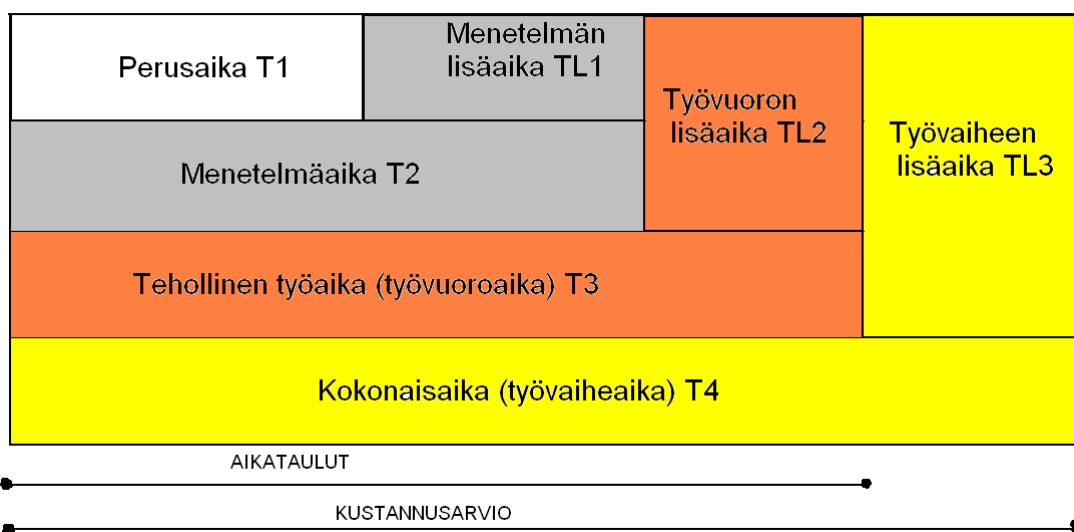 Perusaika T1
Menetelmän
lisäaika TL1
Työvuoron
lisäaika TL2
Työvaiheen
lisäaika TL3
Menetelmäaika T2
Tehollinen työaika (työvuoroaika) T3
Kokonaisaika (työvaiheaika) T4
AIKATAULUT
KUSTANNUSARVIO